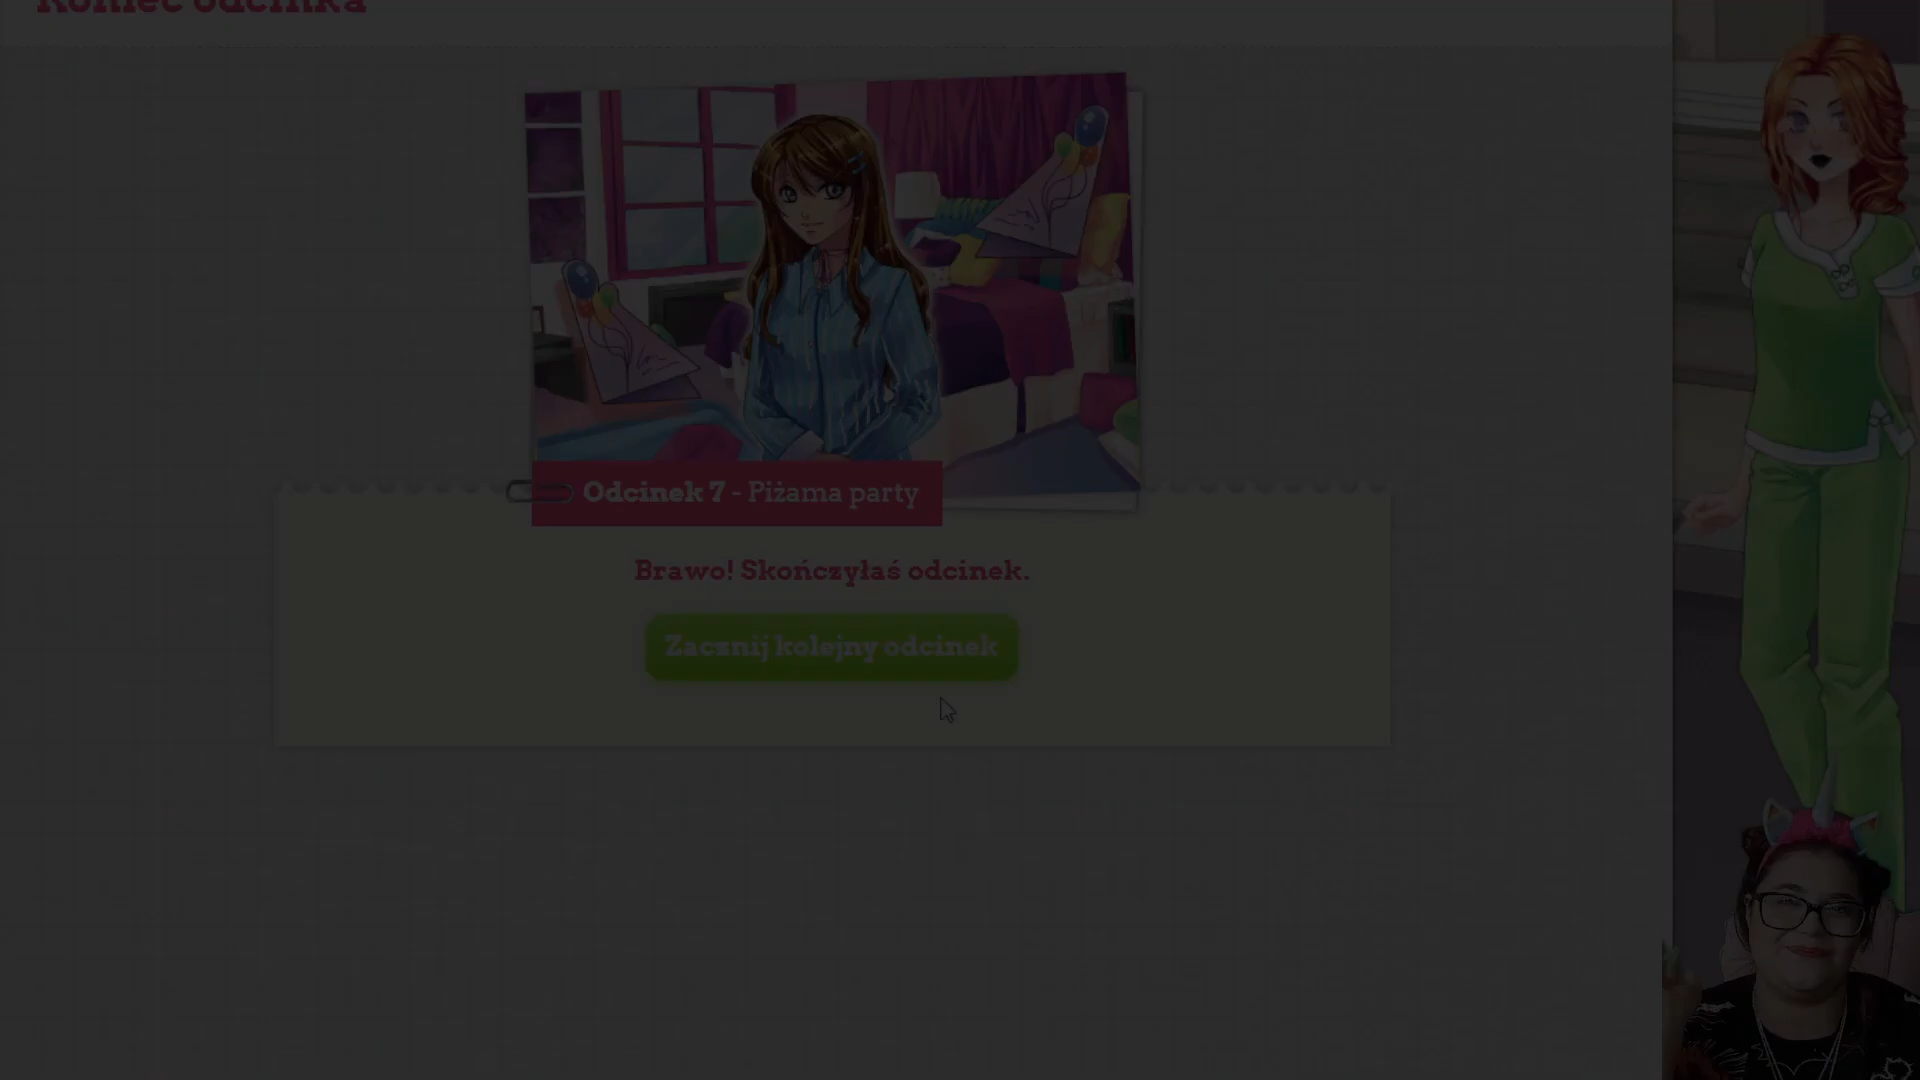 Koniec odcinka
Odcinek 7 - Piżama party
Brawo! Skończyłaś odcinek.
Zacznij kolejny odcinek